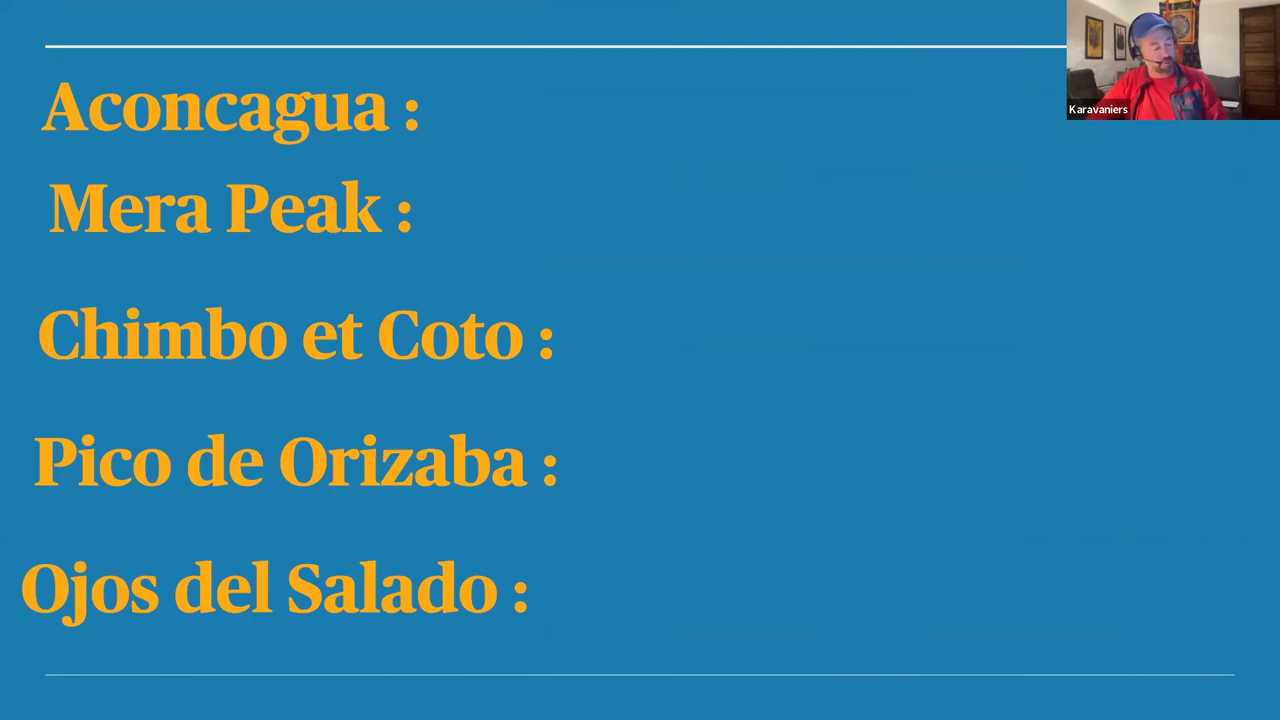 Aconcagua :
Karavaniers
Mera Peak :
Chimbo et Coto :
Pico de Orizaba :
Ojos del Salado :